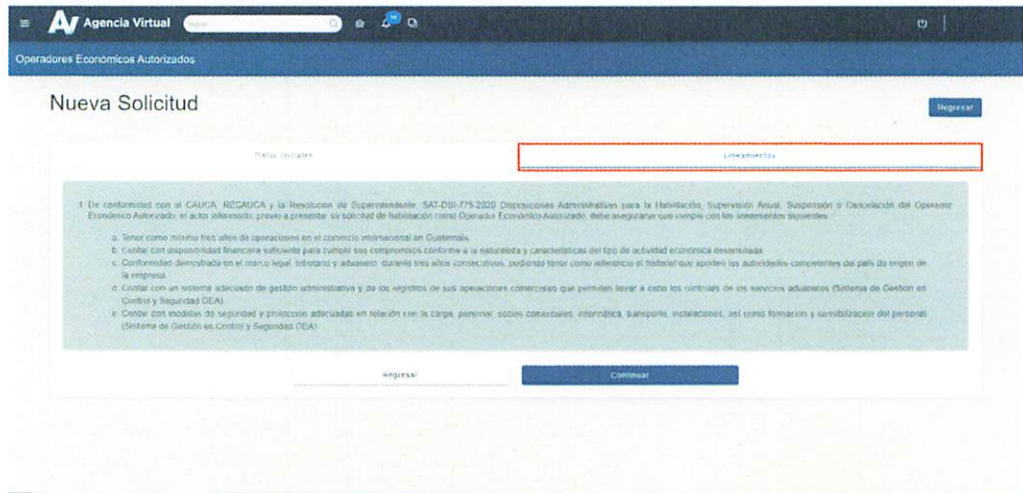 Agencia Virtual
Operadores Económicos Autorizados
Nueva Solicitud
Regresar
Datos Iniciales
Lineamientos
1. De conformidad con el CAUCA, RECAUCA y la Resolución de Superintendente SAT-DSI-775-2020 Disposiciones Administrativas para la Habilitación, Supervisión Anual, Suspensión o Cancelación del Operador
Económico Autorizado, el actor interesado, previo a presentar su solicitud de habilitación como Operador Económico Autorizado, debe asegurarse que cumple con los lineamientos siguientes:
a. Tener como mínimo tres años de operaciones en el comercio internacional en Guatemala.
b. Contar con disponibilidad financiera suficiente para cumplir sus compromisos conforme a la naturaleza y características del tipo de actividad económica desarrollada.
c. Conformidad demostrada en el marco legal, tributario y aduanero, durante tres años consecutivos, pudiendo tener como referencia el historial que aporten las autoridades competentes del país de origen de
la empresa.
d. Contar con un sistema adecuado de gestión administrativa y de los registros de sus operaciones comerciales que permitan llevar a cabo los controles de los servicios aduaneros (Sistema de Gestión en
Control y Seguridad OEA).
e. Contar con medidas de seguridad y protección adecuadas en relación con la carga, personal, socios comerciales, informática, transporte, instalaciones, así como formación y sensibilización del personal
(Sistema de Gestión en Control y Seguridad OEA).
Regresar
Continuar